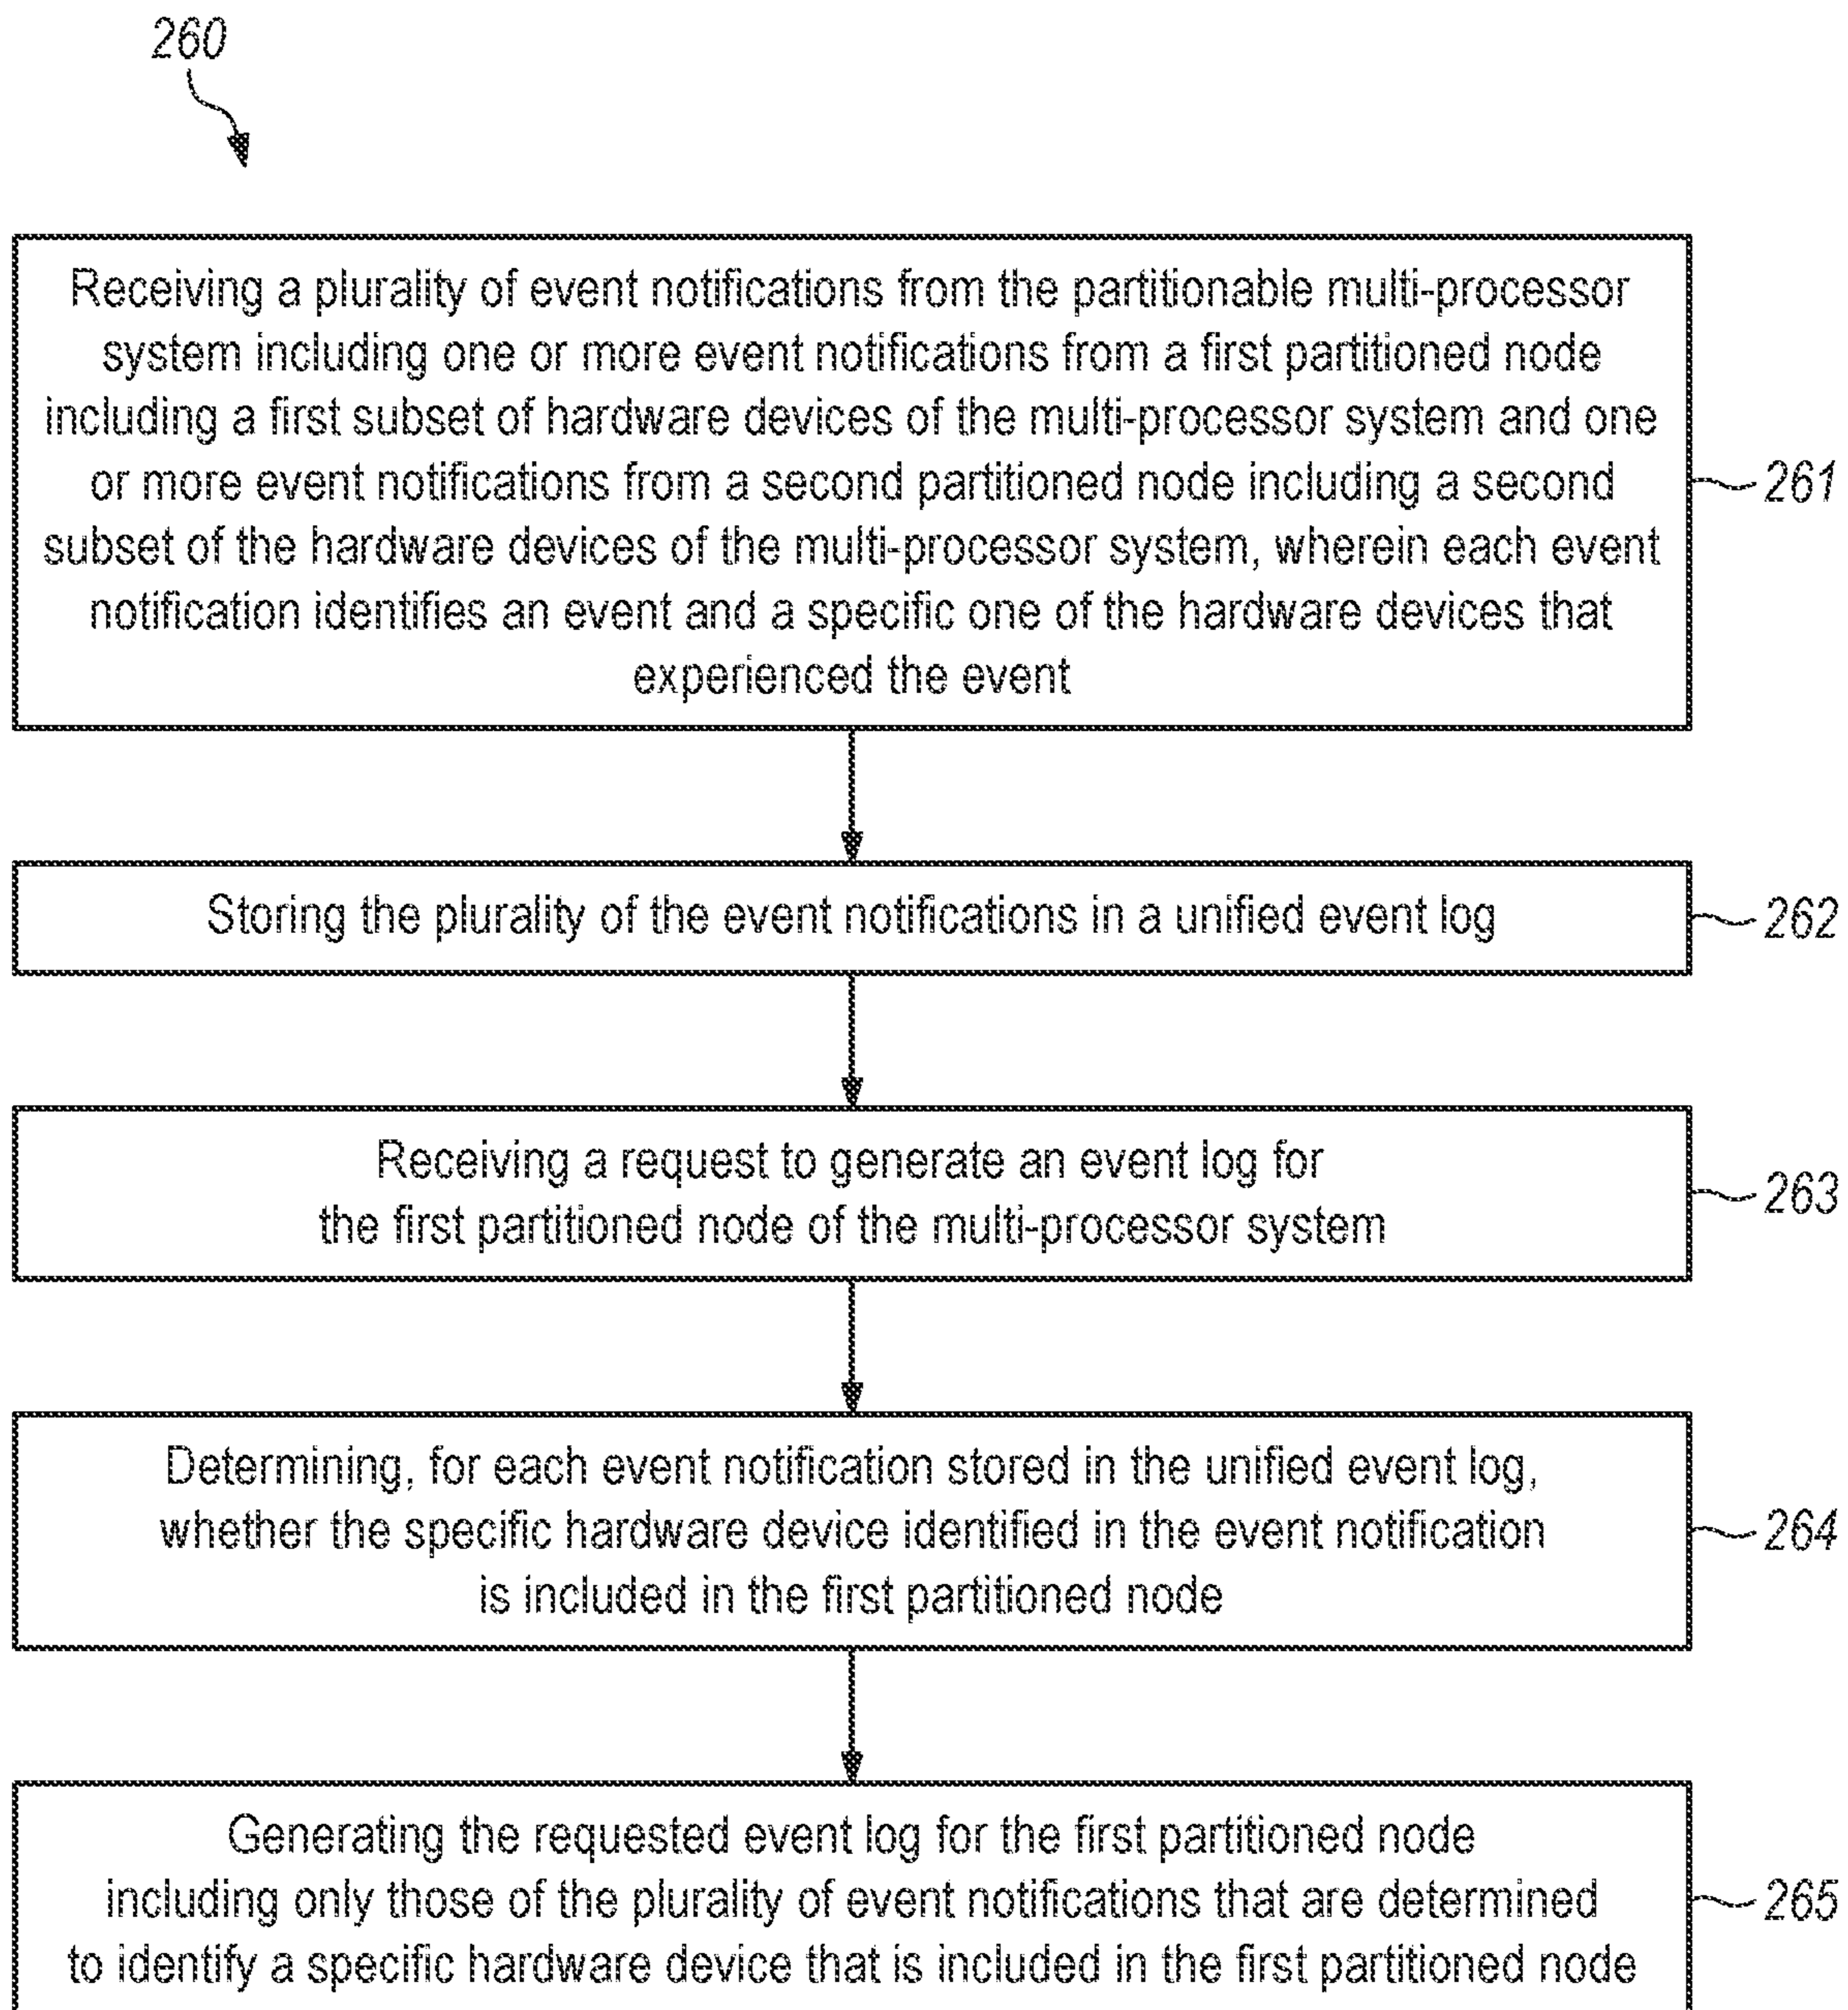 260
Receiving a plurality of event notifications from the partitionable multi-processor
system including one or more event notifications from a first partitioned node
including a first subset of hardware devices of the multi-processor system and one
or more event notifications from a second partitioned node including a second
subset of the hardware devices of the multi-processor system, wherein each event
notification identifies an event and a specific one of the hardware devices that
experienced the event
261
Storing the plurality of the event notifications in a unified event log
262
Receiving a request to generate an event log for
the first partitioned node of the multi-processor system
263
Determining, for each event notification stored in the unified event log,
whether the specific hardware device identified in the event notification
is included in the first partitioned node
264
Generating the requested event log for the first partitioned node
including only those of the plurality of event notifications that are determined
to identify a specific hardware device that is included in the first partitioned node
265